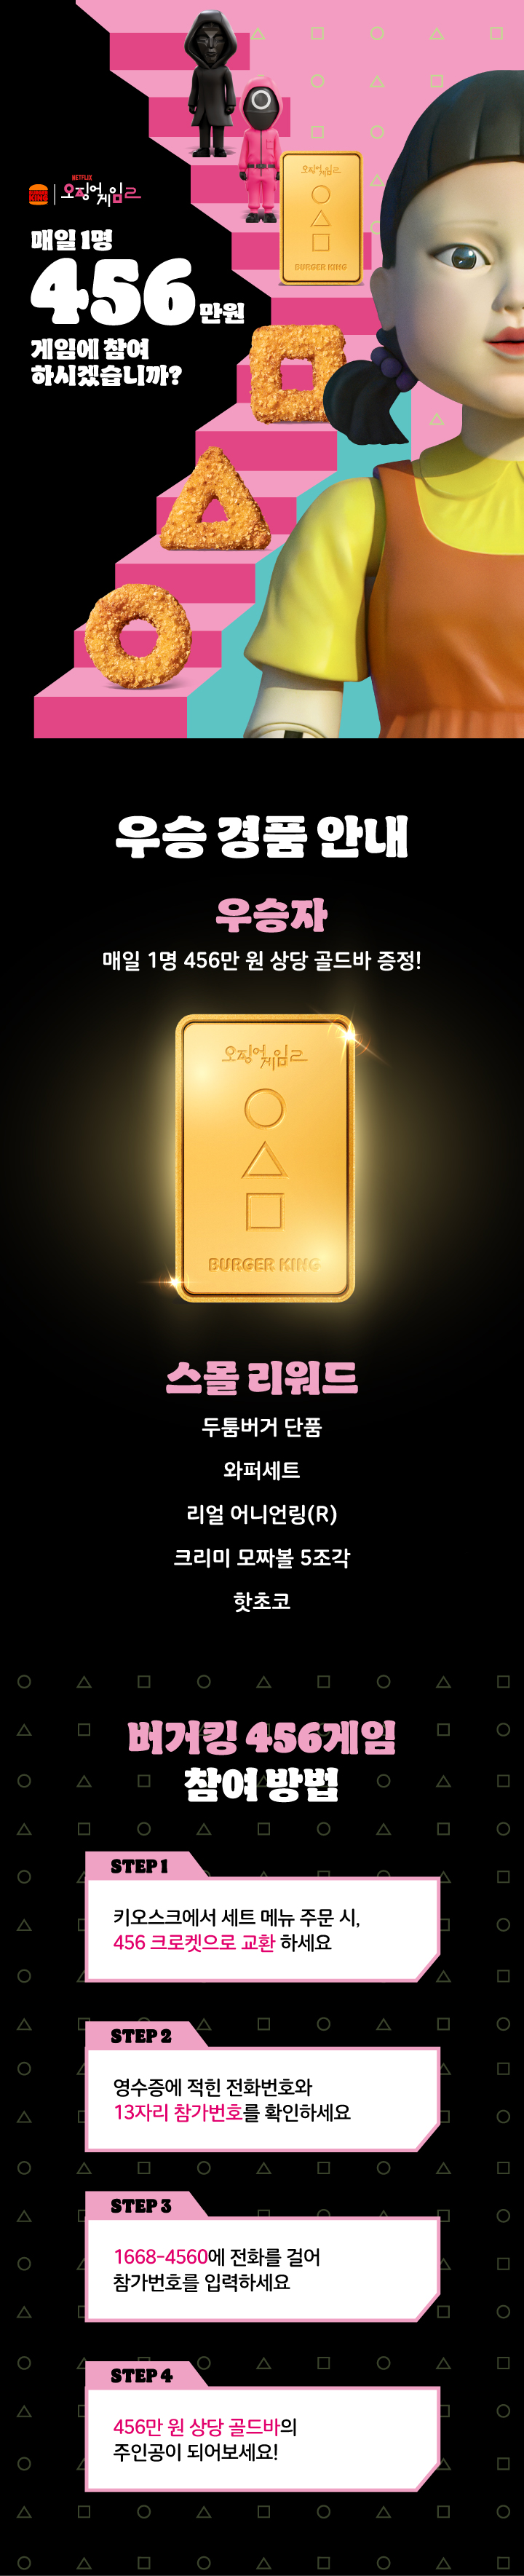 오징어게임
BURGER KING
NETFLIX
BURGER KING
오징어게임2
매일 1명
456만원
게임에 참여
하시겠습니까?
우승 경품 안내
우승자
매일 1명 456만 원 상당 골드바 증정!
오징어게임
BURGER KING
스몰 리워드
두툼버거 단품
와퍼세트
리얼 어니언링(R)
크리미 모짜볼 5조각
핫초코
버거킹 456게임
참여 방법
STEP 1
키오스크에서 세트 메뉴 주문 시,
456 크로켓으로 교환 하세요
STEP 2
영수증에 적힌 전화번호와
13자리 참가번호를 확인하세요
STEP 3
1668-4560에 전화를 걸어
참가번호를 입력하세요
STEP 4
456만 원 상당 골드바의
주인공이 되어보세요!